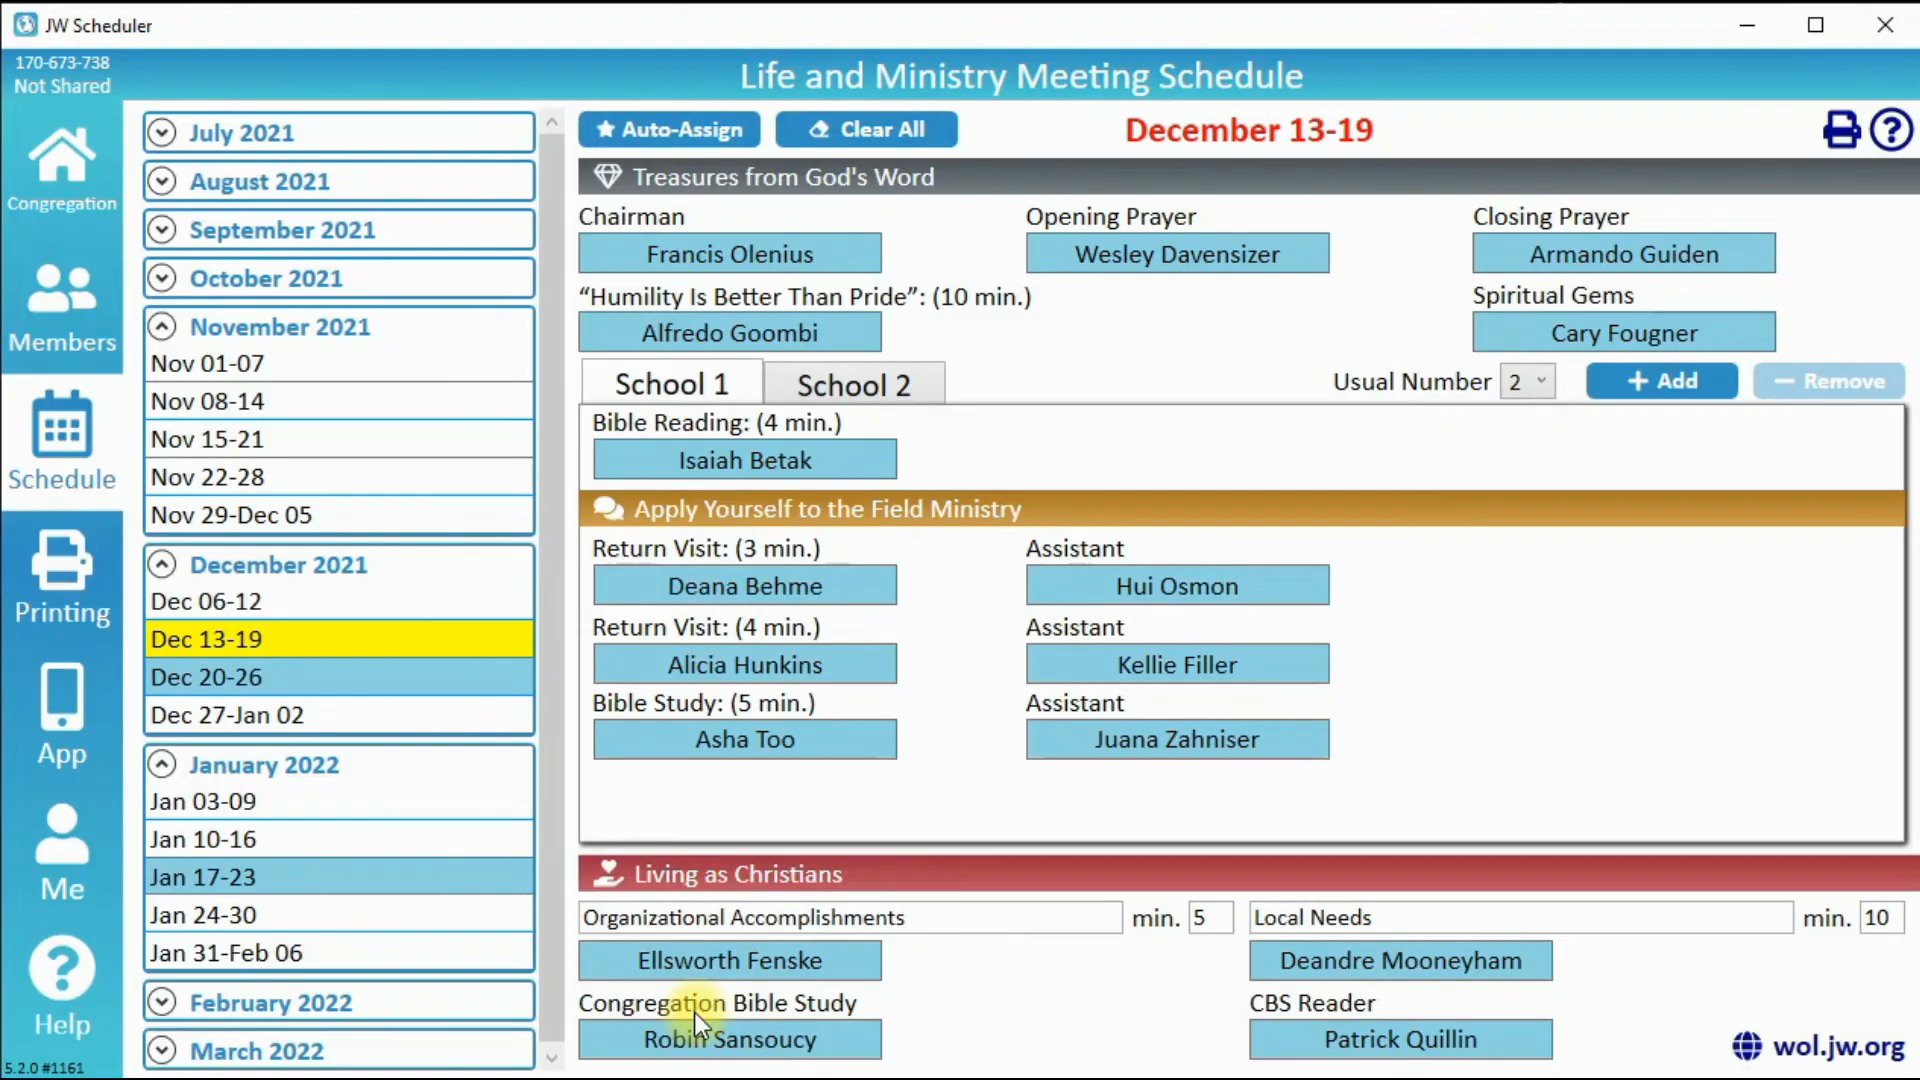 JW Scheduler
170-673-738
Not Shared
Life and Ministry Meeting Schedule
Congregation
Members
Schedule
Printing
App
Me
Help
5.2.0 #1161
July 2021
August 2021
September 2021
October 2021
November 2021
Nov 01-07
Nov 08-14
Nov 15-21
Nov 22-28
Nov 29-Dec 05
December 2021
Dec 06-12
Dec 13-19
Dec 20-26
Dec 27-Jan 02
January 2022
Jan 03-09
Jan 10-16
Jan 17-23
Jan 24-30
Jan 31-Feb 06
February 2022
March 2022
Auto-Assign Clear All December 13-19
Treasures from God's Word
Chairman Opening Prayer Closing Prayer
Francis Olenius Wesley Davensizer Armando Guiden
“Humility Is Better Than Pride”: (10 min.) Spiritual Gems
Alfredo Goombi Cary Fougner
School 1 School 2 Usual Number 2 Add Remove
Bible Reading: (4 min.)
Isaiah Betak
Apply Yourself to the Field Ministry
Return Visit: (3 min.) Assistant
Deana Behme Hui Osmon
Return Visit: (4 min.) Assistant
Alicia Hunkins Kellie Filler
Bible Study: (5 min.) Assistant
Asha Too Juana Zahniser
Living as Christians
Organizational Accomplishments min. 5 Local Needs min. 10
Ellsworth Fenske Deandre Mooneyham
Congregation Bible Study CBS Reader
Robin Sansoucy Patrick Quillin
wol.jw.org